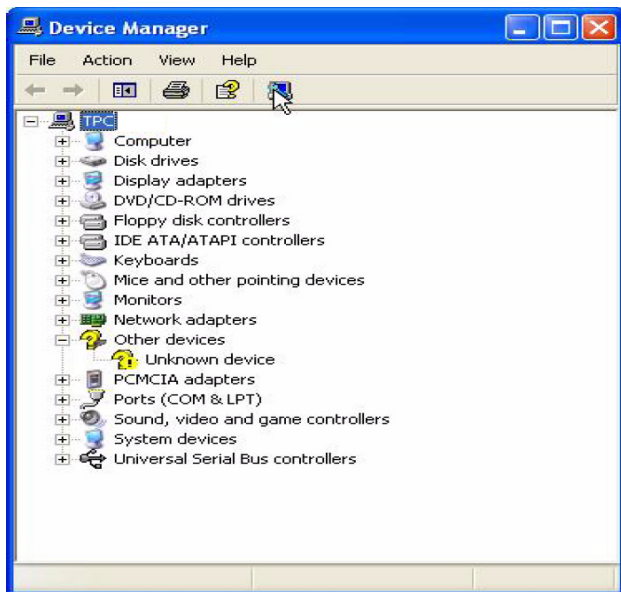 Device Manager
File Action View Help
TPC
Computer
Disk drives
Display adapters
DVD/CD-ROM drives
Floppy disk controllers
IDE ATA/ATAPI controllers
Keyboards
Mice and other pointing devices
Monitors
Network adapters
Other devices
Unknown device
PCMCIA adapters
Ports (COM & LPT)
Sound, video and game controllers
System devices
Universal Serial Bus controllers